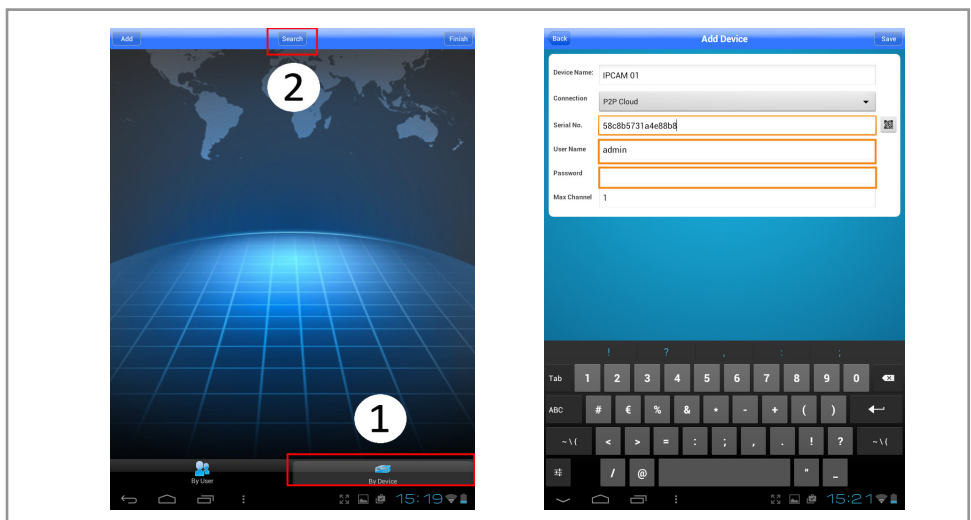 Add Search Finish
2
1
By User By Device
15:19
Back Add Device Save
Device Name: IPCAM 01
Connection P2P Cloud
Serial No. 58c8b5731a4e88b8
User Name admin
Password
Max Channel 1
! ? , : ;
Tab 1 2 3 4 5 6 7 8 9 0
ABC # € % & * - + ( )
~\{ < > = : ; , . ! ? ~\{
/ @ " _
15:21